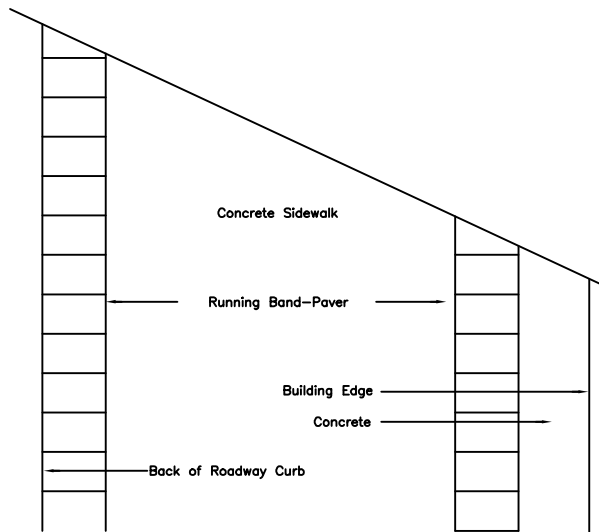 Concrete Sidewalk
Running Band-Paver
Building Edge
Concrete
Back of Roadway Curb